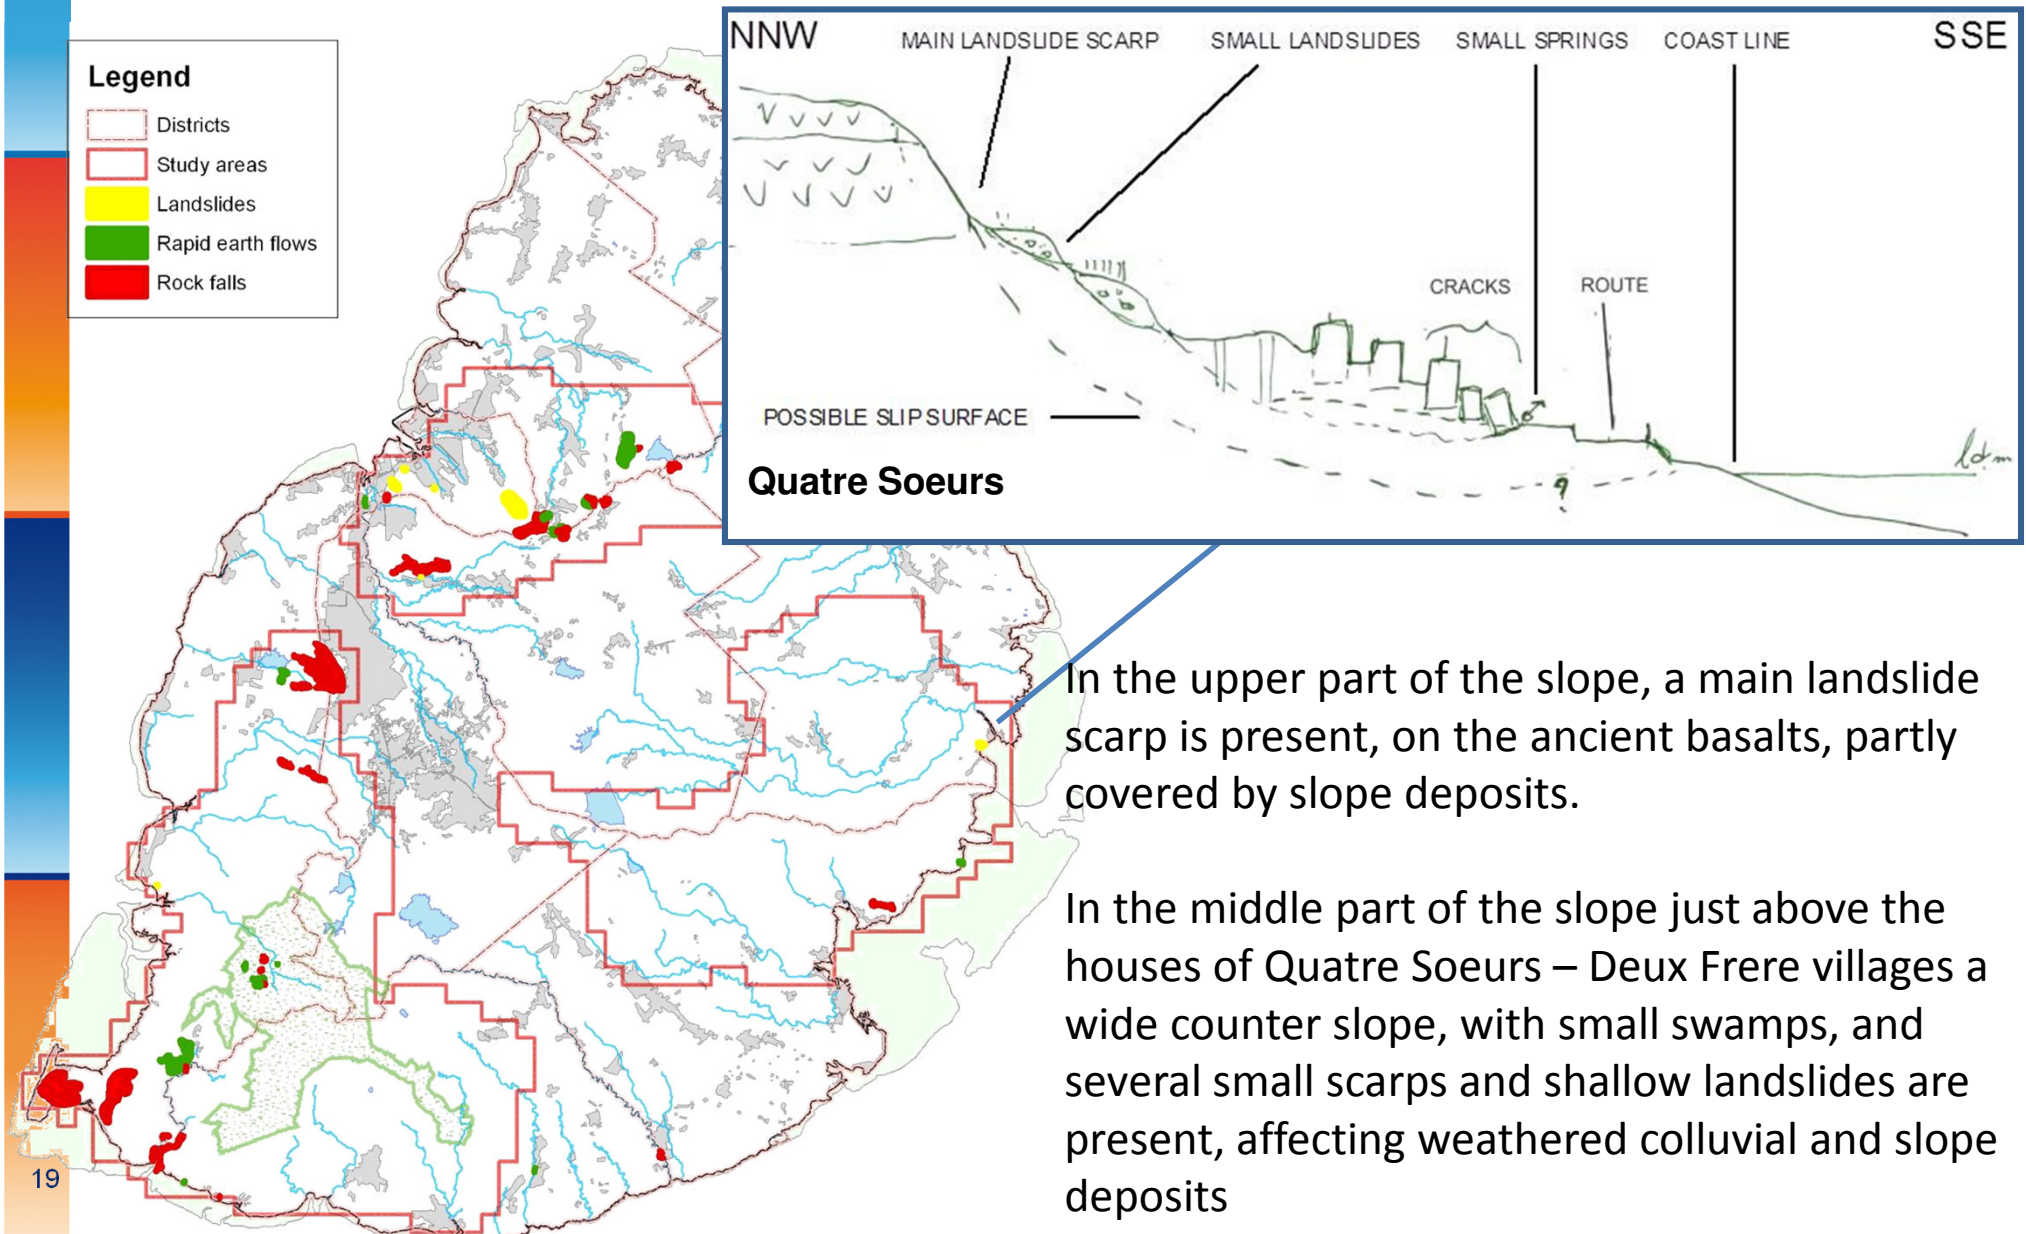 Legend
Districts
Study areas
Landslides
Rapid earth flows
Rock falls
NNW
MAIN LANDSLIDE SCARP
SMALL LANDSLIDES
SMALL SPRINGS
COAST LINE
SSE
CRACKS
ROUTE
POSSIBLE SLIP SURFACE
?
Quatre Soeurs
In the upper part of the slope, a main landslide
scarp is present, on the ancient basalts, partly
covered by slope deposits.
In the middle part of the slope just above the
houses of Quatre Soeurs – Deux Frere villages a
wide counter slope, with small swamps, and
several small scarps and shallow landslides are
present, affecting weathered colluvial and slope
deposits
19